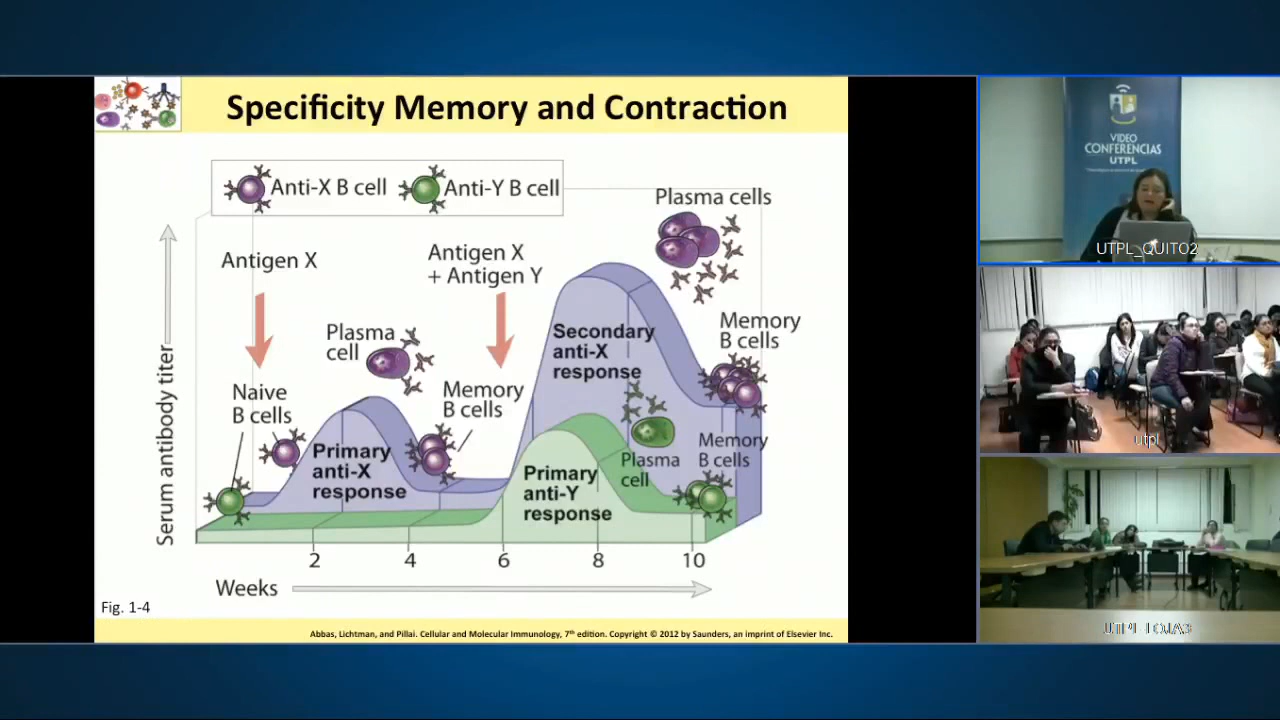 Specificity Memory and Contraction
Anti-X B cell
Anti-Y B cell
Antigen X
Antigen X
+ Antigen Y
Plasma cells
Plasma
cell
Naive
B cells
Memory
B cells
Memory
B cells
Primary
anti-X
response
Secondary
anti-X
response
Primary
anti-Y
response
Plasma
cell
Memory
B cells
Serum antibody titer
2
4
6
8
10
Weeks
Fig. 1-4
Abbas, Lichtman, and Pillai. Cellular and Molecular Immunology, 7th edition. Copyright © 2012 by Saunders, an imprint of Elsevier Inc.
VIDEO
CONFERENCIAS
UTPL
UTPL_QUITO2
utpl